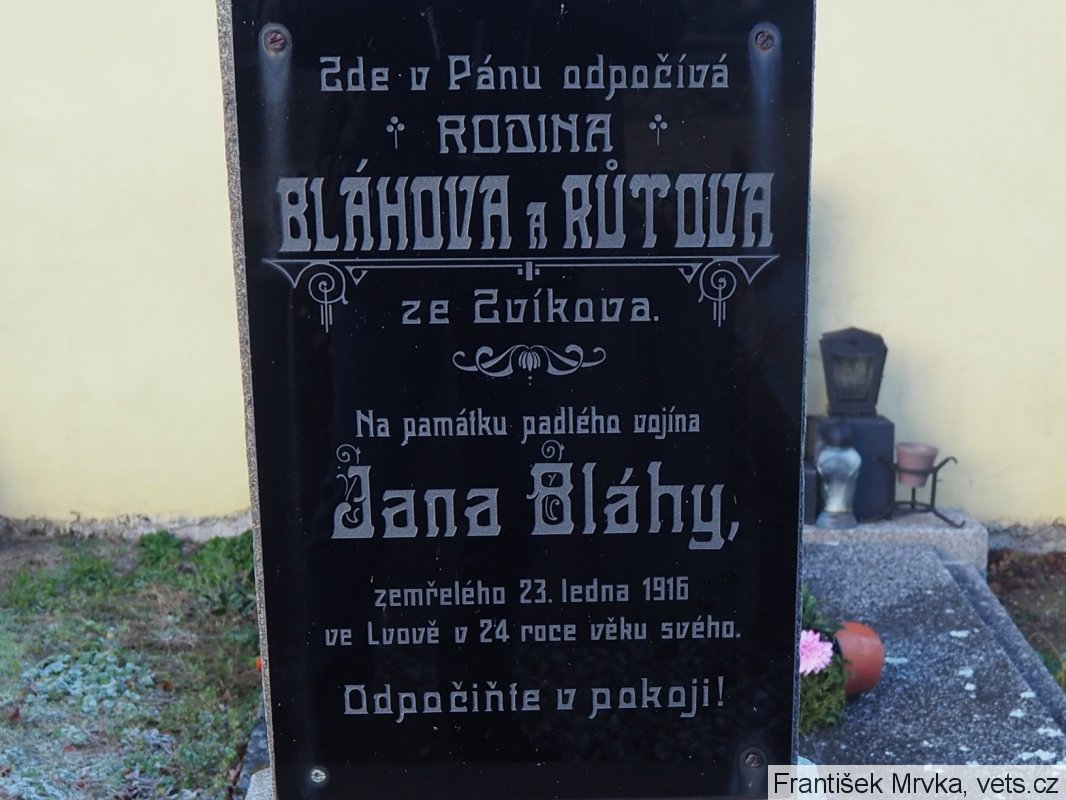 Zde v Pánu odpočívá
RODINA
BLÁHOVA A RŮTOVA
ze Zvíkova.
Na památku padlého vojína
Jana Bláhy,
zemřelého 23. ledna 1916
ve Lvově v 24 roce věku svého.
Odpočiňte v pokoji!
František Mrvka, vets.cz